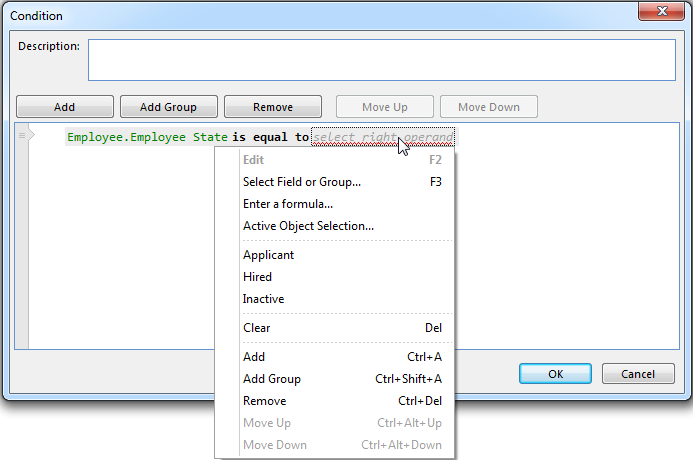 Condition
Description:
Add Add Group Remove Move Up Move Down
Employee.Employee State is equal to select right operand
Edit F2
Select Field or Group... F3
Enter a formula...
Active Object Selection...
Applicant
Hired
Inactive
Clear Del
Add Ctrl+A
Add Group Ctrl+Shift+A
Remove Ctrl+Del
Move Up Ctrl+Alt+Up
Move Down Ctrl+Alt+Down
OK Cancel